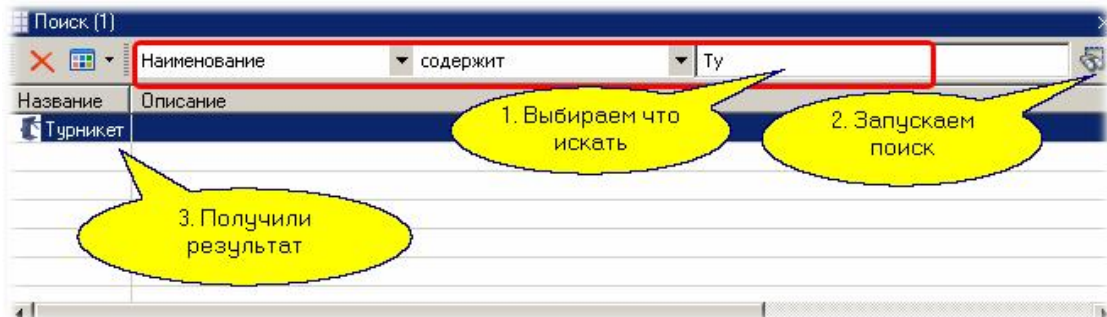 Поиск (1)
Наименование содержит Ту
Название Описание
Турникет
1. Выбираем что
искать
2. Запускаем
поиск
3. Получили
результат